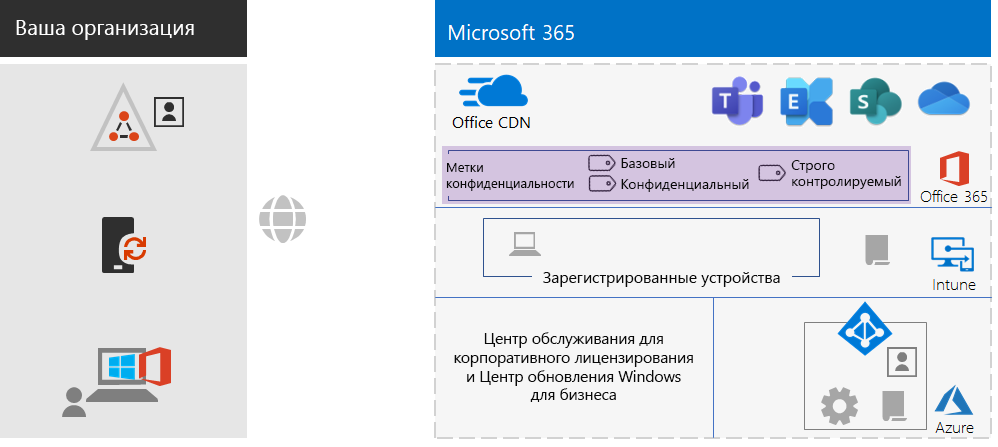 Ваша организация
Microsoft 365
Office CDN
Метки
конфиденциальности
Базовый
Конфиденциальный
Строго
контролируемый
Office 365
Зарегистрированные устройства
Intune
Центр обслуживания для
корпоративного лицензирования
и Центр обновления Windows
для бизнеса
Azure